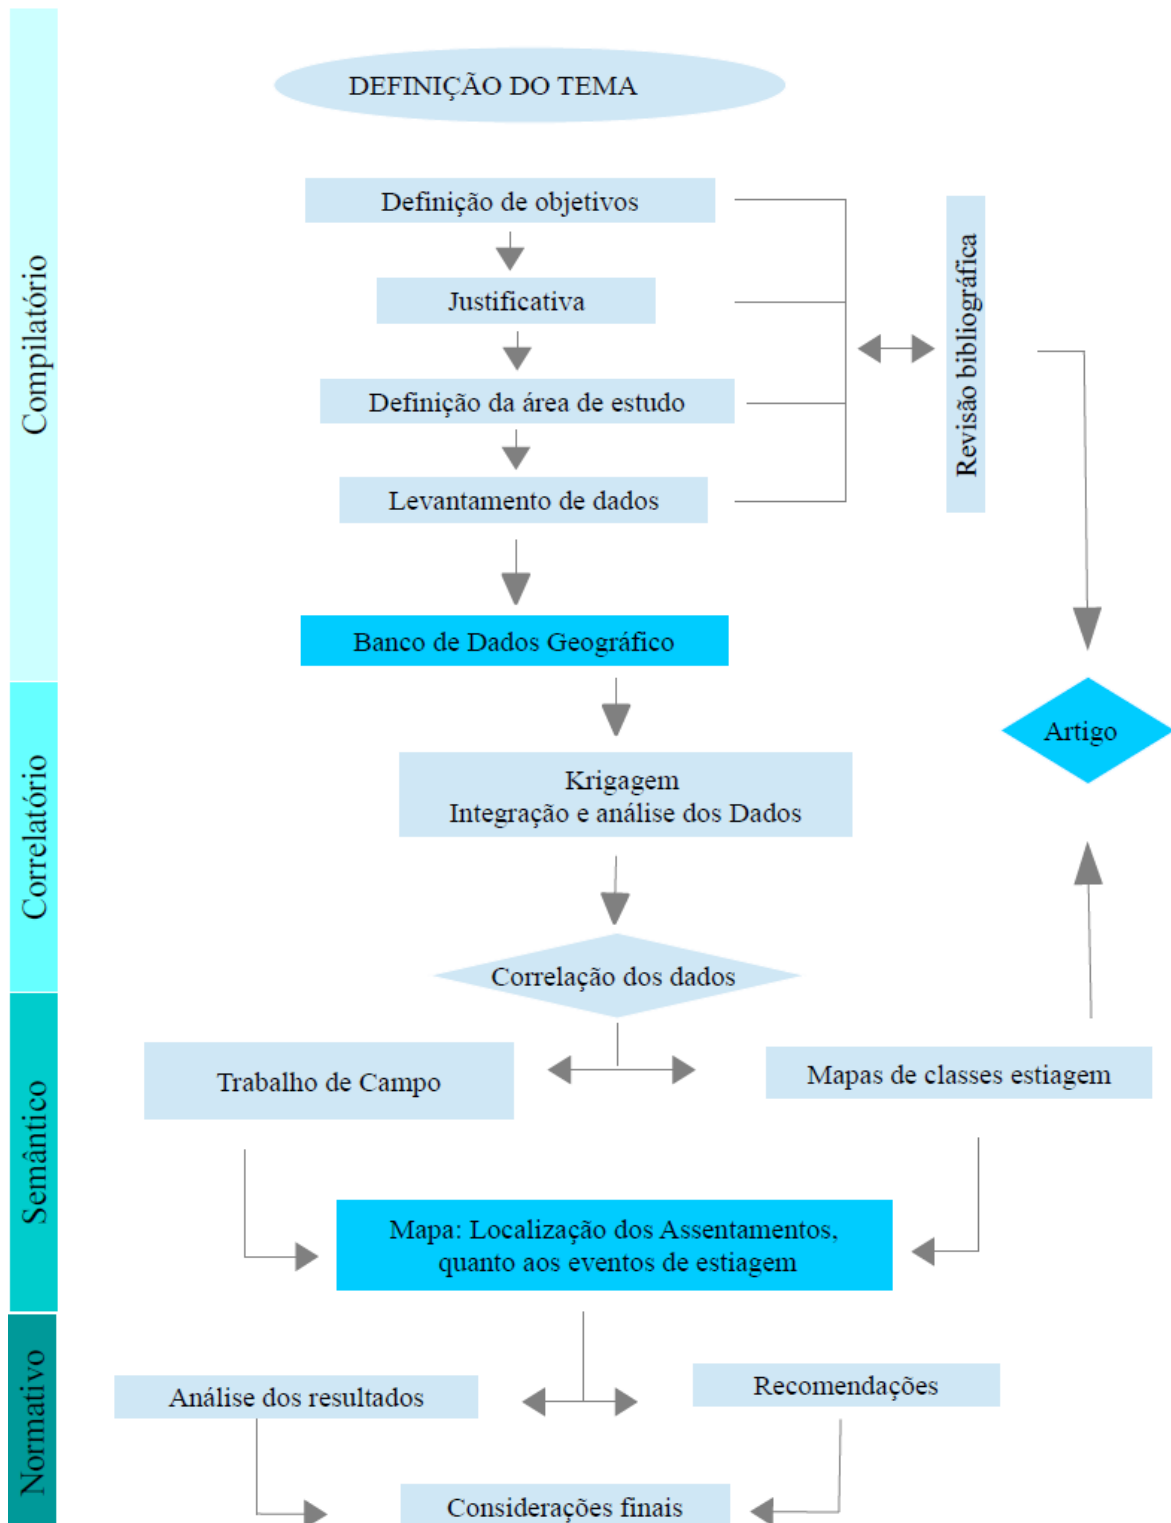 Compilatório
DEFINIÇÃO DO TEMA
Definição de objetivos
Justificativa
Definição da área de estudo
Levantamento de dados
Revisão bibliográfica
Banco de Dados Geográfico
Correlatório
Krigagem
Integração e análise dos Dados
Artigo
Correlação dos dados
Semântico
Trabalho de Campo
Mapas de classes estiagem
Mapa: Localização dos Assentamentos,
quanto aos eventos de estiagem
Normativo
Análise dos resultados
Recomendações
Considerações finais